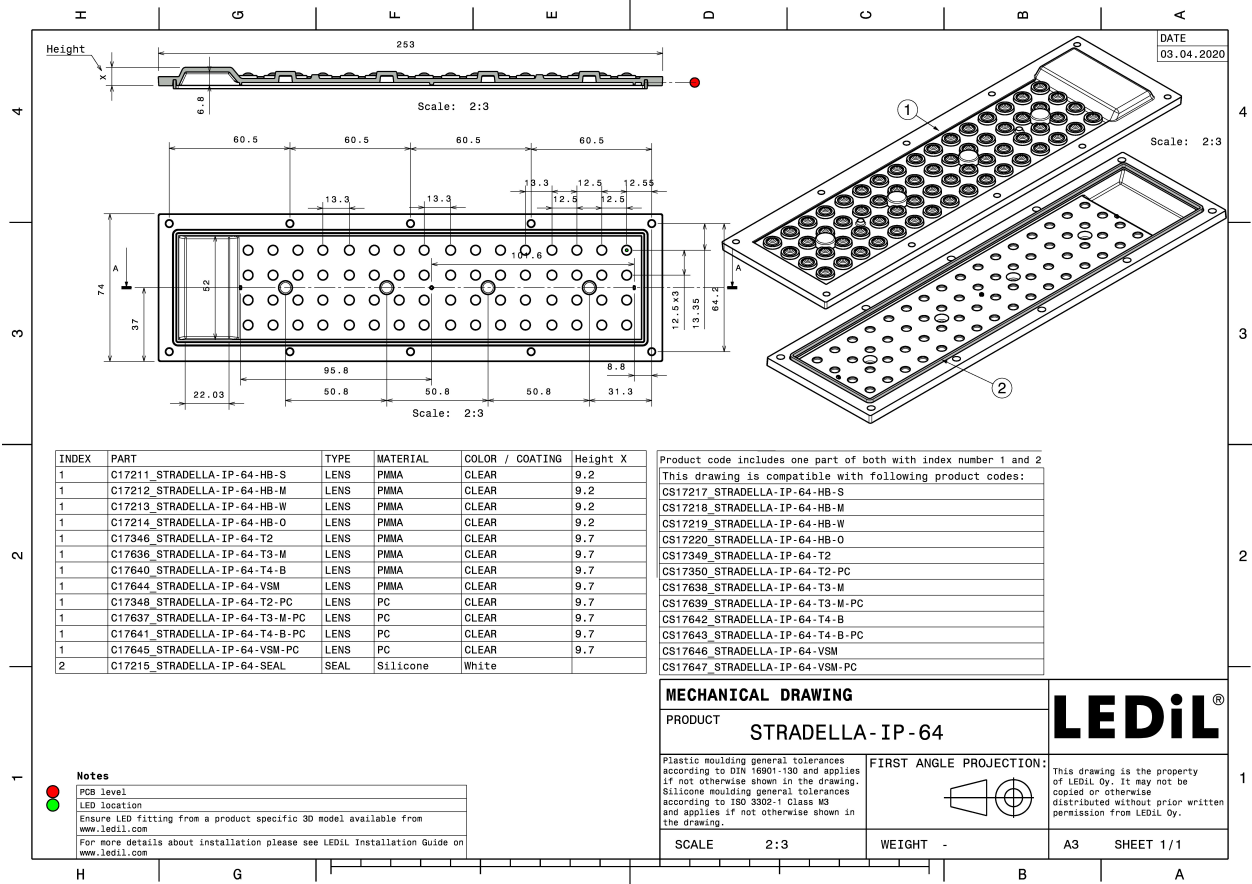 H G F E D C B A
DATE
03.04.2020
Height
253
X
6.8
Scale: 2:3
4
4
1
Scale: 2:3
60.5 60.5 60.5 60.5
13.3 12.5 12.55
13.3 13.3 12.5 12.5
101.6
A A
74
37
52
12.5x3
13.35
64.2
3
3
95.8
8.8
22.03 50.8 50.8 50.8 31.3
Scale: 2:3
2
INDEX PART TYPE MATERIAL COLOR / COATING Height X
1 C17211_STRADELLA-IP-64-HB-S LENS PMMA CLEAR 9.2
1 C17212_STRADELLA-IP-64-HB-M LENS PMMA CLEAR 9.2
1 C17213_STRADELLA-IP-64-HB-W LENS PMMA CLEAR 9.2
1 C17214_STRADELLA-IP-64-HB-O LENS PMMA CLEAR 9.2
1 C17346_STRADELLA-IP-64-T2 LENS PMMA CLEAR 9.7
1 C17636_STRADELLA-IP-64-T3-M LENS PMMA CLEAR 9.7
1 C17640_STRADELLA-IP-64-T4-B LENS PMMA CLEAR 9.7
1 C17644_STRADELLA-IP-64-VSM LENS PMMA CLEAR 9.7
1 C17348_STRADELLA-IP-64-T2-PC LENS PC CLEAR 9.7
1 C17637_STRADELLA-IP-64-T3-M-PC LENS PC CLEAR 9.7
1 C17641_STRADELLA-IP-64-T4-B-PC LENS PC CLEAR 9.7
1 C17645_STRADELLA-IP-64-VSM-PC LENS PC CLEAR 9.7
2 C17215_STRADELLA-IP-64-SEAL SEAL Silicone White
Product code includes one part of both with index number 1 and 2
This drawing is compatible with following product codes:
CS17217_STRADELLA-IP-64-HB-S
CS17218_STRADELLA-IP-64-HB-M
CS17219_STRADELLA-IP-64-HB-W
CS17220_STRADELLA-IP-64-HB-O
CS17349_STRADELLA-IP-64-T2
CS17350_STRADELLA-IP-64-T2-PC
CS17638_STRADELLA-IP-64-T3-M
CS17639_STRADELLA-IP-64-T3-M-PC
CS17642_STRADELLA-IP-64-T4-B
CS17643_STRADELLA-IP-64-T4-B-PC
CS17646_STRADELLA-IP-64-VSM
CS17647_STRADELLA-IP-64-VSM-PC
2
2
MECHANICAL DRAWING
PRODUCT
STRADELLA-IP-64
LEDiL®
Plastic moulding general tolerances
according to DIN 16901-130 and applies
if not otherwise shown in the drawing.
Silicone moulding general tolerances
according to ISO 3302-1 Class M3
and applies if not otherwise shown in
the drawing.
FIRST ANGLE PROJECTION:
This drawing is the property
of LEDiL Oy. It may not be
copied or otherwise
distributed without prior written
permission from LEDiL Oy.
SCALE 2:3
WEIGHT -
A3 SHEET 1/1
1
1
Notes
PCB level
LED location
Ensure LED fitting from a product specific 3D model available from
www.ledil.com
For more details about installation please see LEDiL Installation Guide on
www.ledil.com
H G B A